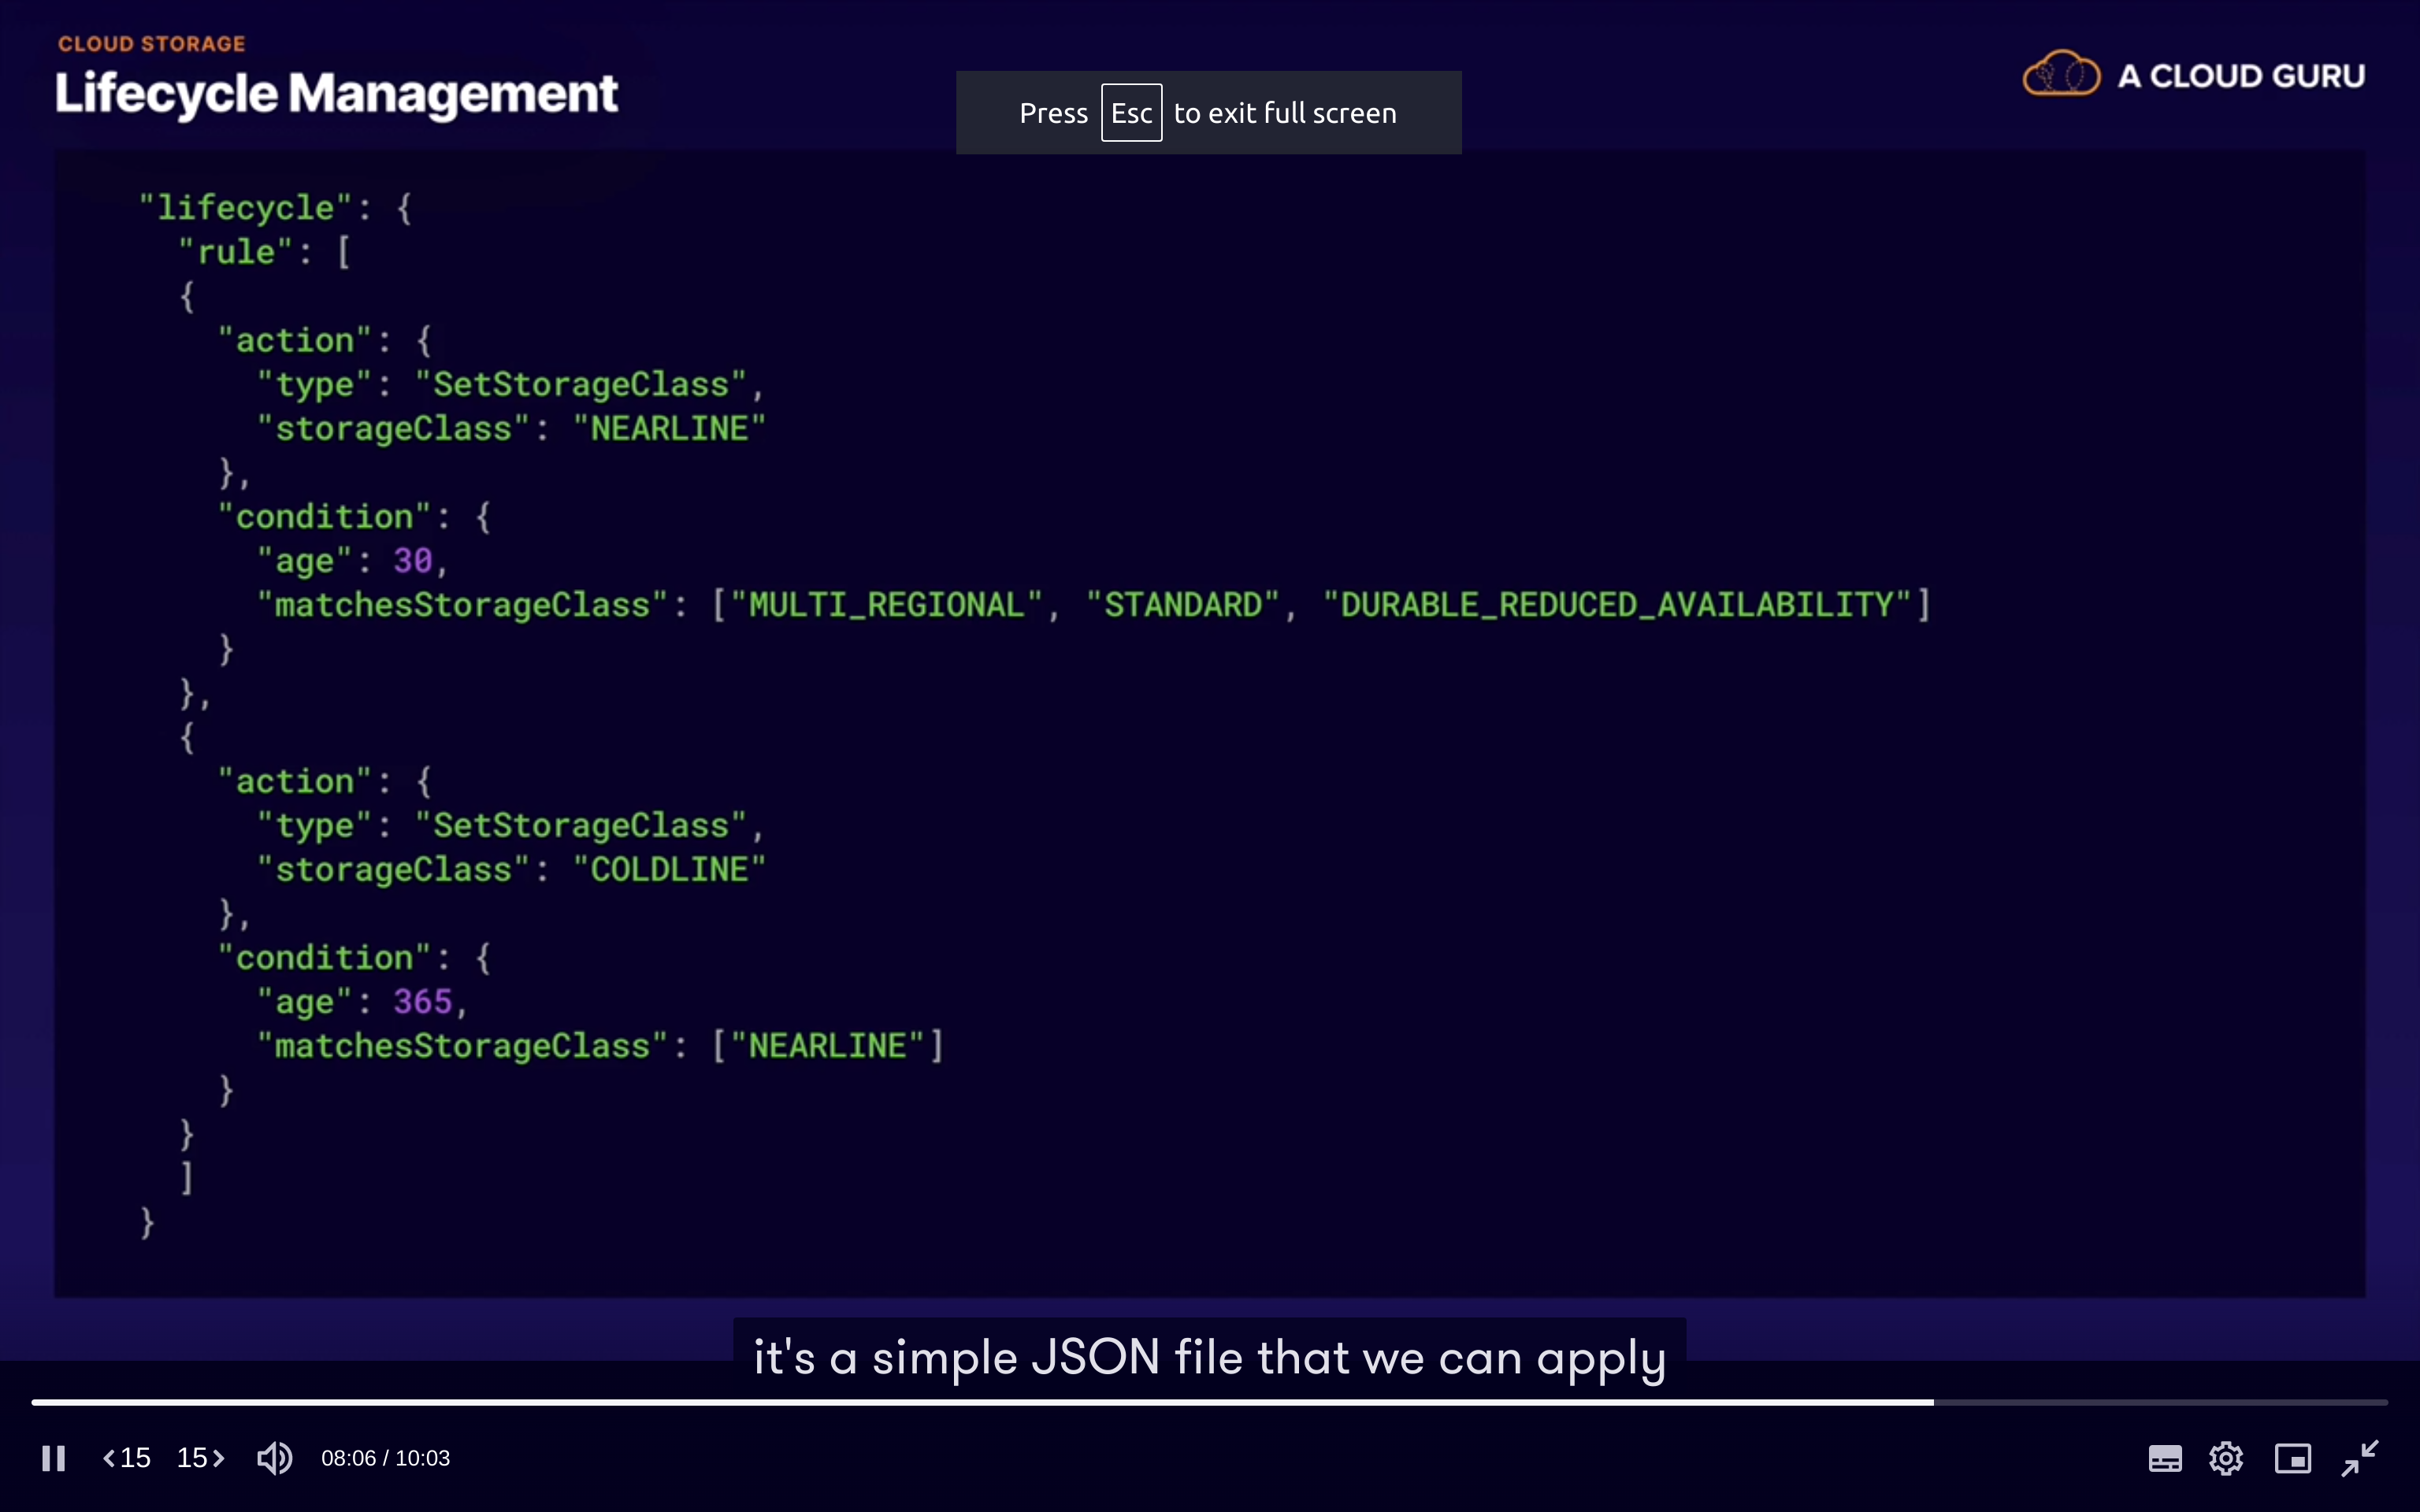 CLOUD STORAGE
Lifecycle Management
A CLOUD GURU
Press Esc to exit full screen
"lifecycle": {
"rule": [
{
"action": {
"type": "SetStorageClass",
"storageClass": "NEARLINE"
},
"condition": {
"age": 30,
"matchesStorageClass": ["MULTI_REGIONAL", "STANDARD", "DURABLE_REDUCED_AVAILABILITY"]
}
},
{
"action": {
"type": "SetStorageClass",
"storageClass": "COLDLINE"
},
"condition": {
"age": 365,
"matchesStorageClass": ["NEARLINE"]
}
}
]
}
it's a simple JSON file that we can apply
<15 15> 08:06 / 10:03